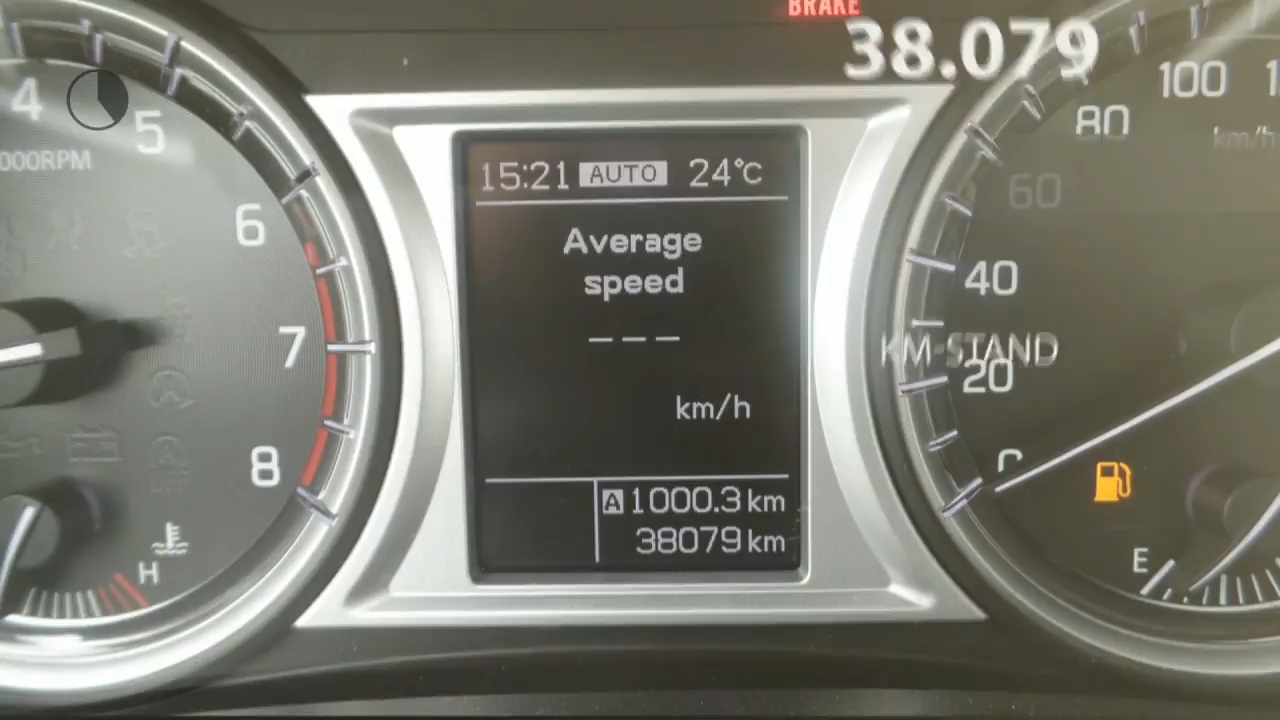 BRAKE
38.079
4
5
000RPM
6
7
8
H
15:21 AUTO 24°C
Average
speed
---
km/h
A 1000.3 km
38079 km
100
80
km/h
60
40
KM-STAND
20
0
E